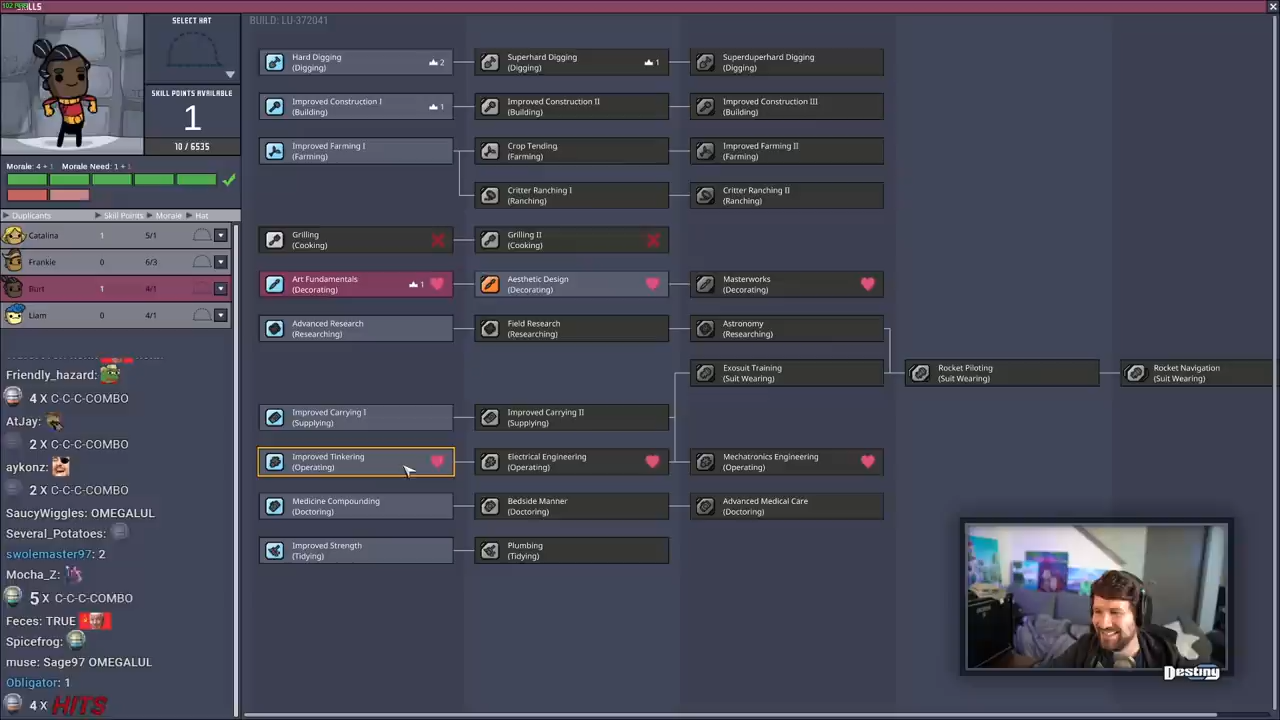 SKILLS
SELECT HAT
SKILL POINTS AVAILABLE
1
10 / 6535
Morale: 4 + 1 Morale Need: 1 + 1
Duplicants Skill Points Morale Hat
Catalina 1 5/1
Frankie 0 6/3
Burt 1 4/1
Liam 0 4/1
Friendly_hazard:
4 X C-C-C-COMBO
AtJay:
2 X C-C-C-COMBO
aykonz:
2 X C-C-C-COMBO
SaucyWiggles: OMEGALUL
Several_Potatoes:
swolemaster97: 2
Mocha_Z:
5 X C-C-C-COMBO
Feces: TRUE
Spicefrog:
muse: Sage97 OMEGALUL
Obligator: 1
4 X HITS
BUILD: LU-372041
Hard Digging
(Digging)
2
Superhard Digging
(Digging)
1
Superduperhard Digging
(Digging)
Improved Construction I
(Building)
1
Improved Construction II
(Building)
Improved Construction III
(Building)
Improved Farming I
(Farming)
Crop Tending
(Farming)
Improved Farming II
(Farming)
Critter Ranching I
(Ranching)
Critter Ranching II
(Ranching)
Grilling
(Cooking)
Grilling II
(Cooking)
Art Fundamentals
(Decorating)
1
Aesthetic Design
(Decorating)
Masterworks
(Decorating)
Advanced Research
(Researching)
Field Research
(Researching)
Astronomy
(Researching)
Exosuit Training
(Suit Wearing)
Rocket Piloting
(Suit Wearing)
Rocket Navigation
(Suit Wearing)
Improved Carrying I
(Supplying)
Improved Carrying II
(Supplying)
Improved Tinkering
(Operating)
Electrical Engineering
(Operating)
Mechatronics Engineering
(Operating)
Medicine Compounding
(Doctoring)
Bedside Manner
(Doctoring)
Advanced Medical Care
(Doctoring)
Improved Strength
(Tidying)
Plumbing
(Tidying)
Destiny